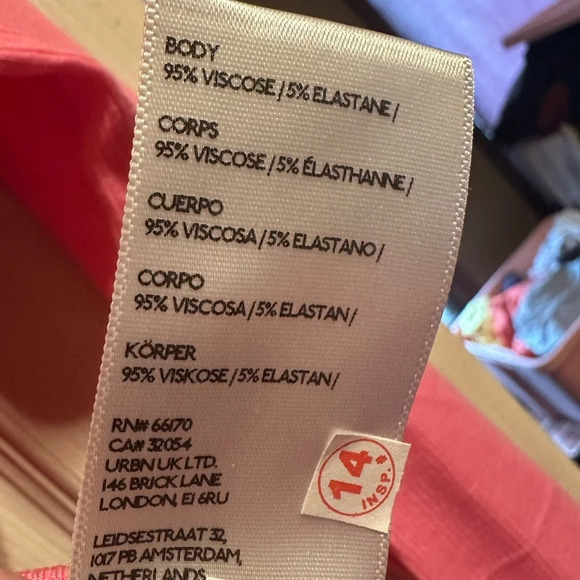 BODY
95% VISCOSE / 5% ELASTANE /
CORPS
95% VISCOSE / 5% ÉLASTHANNE /
CUERPO
95% VISCOSA / 5% ELASTANO /
CORPO
95% VISCOSA / 5% ELASTAN /
KÖRPER
95% VISKOSE / 5% ELASTAN /
RN# 66170
CA# 32054
URBN UK LTD.
146 BRICK LANE
LONDON, E1 6RU
14
INSP.#
LEIDSESTRAAT 32,
1017 PB AMSTERDAM,
NETHERLANDS